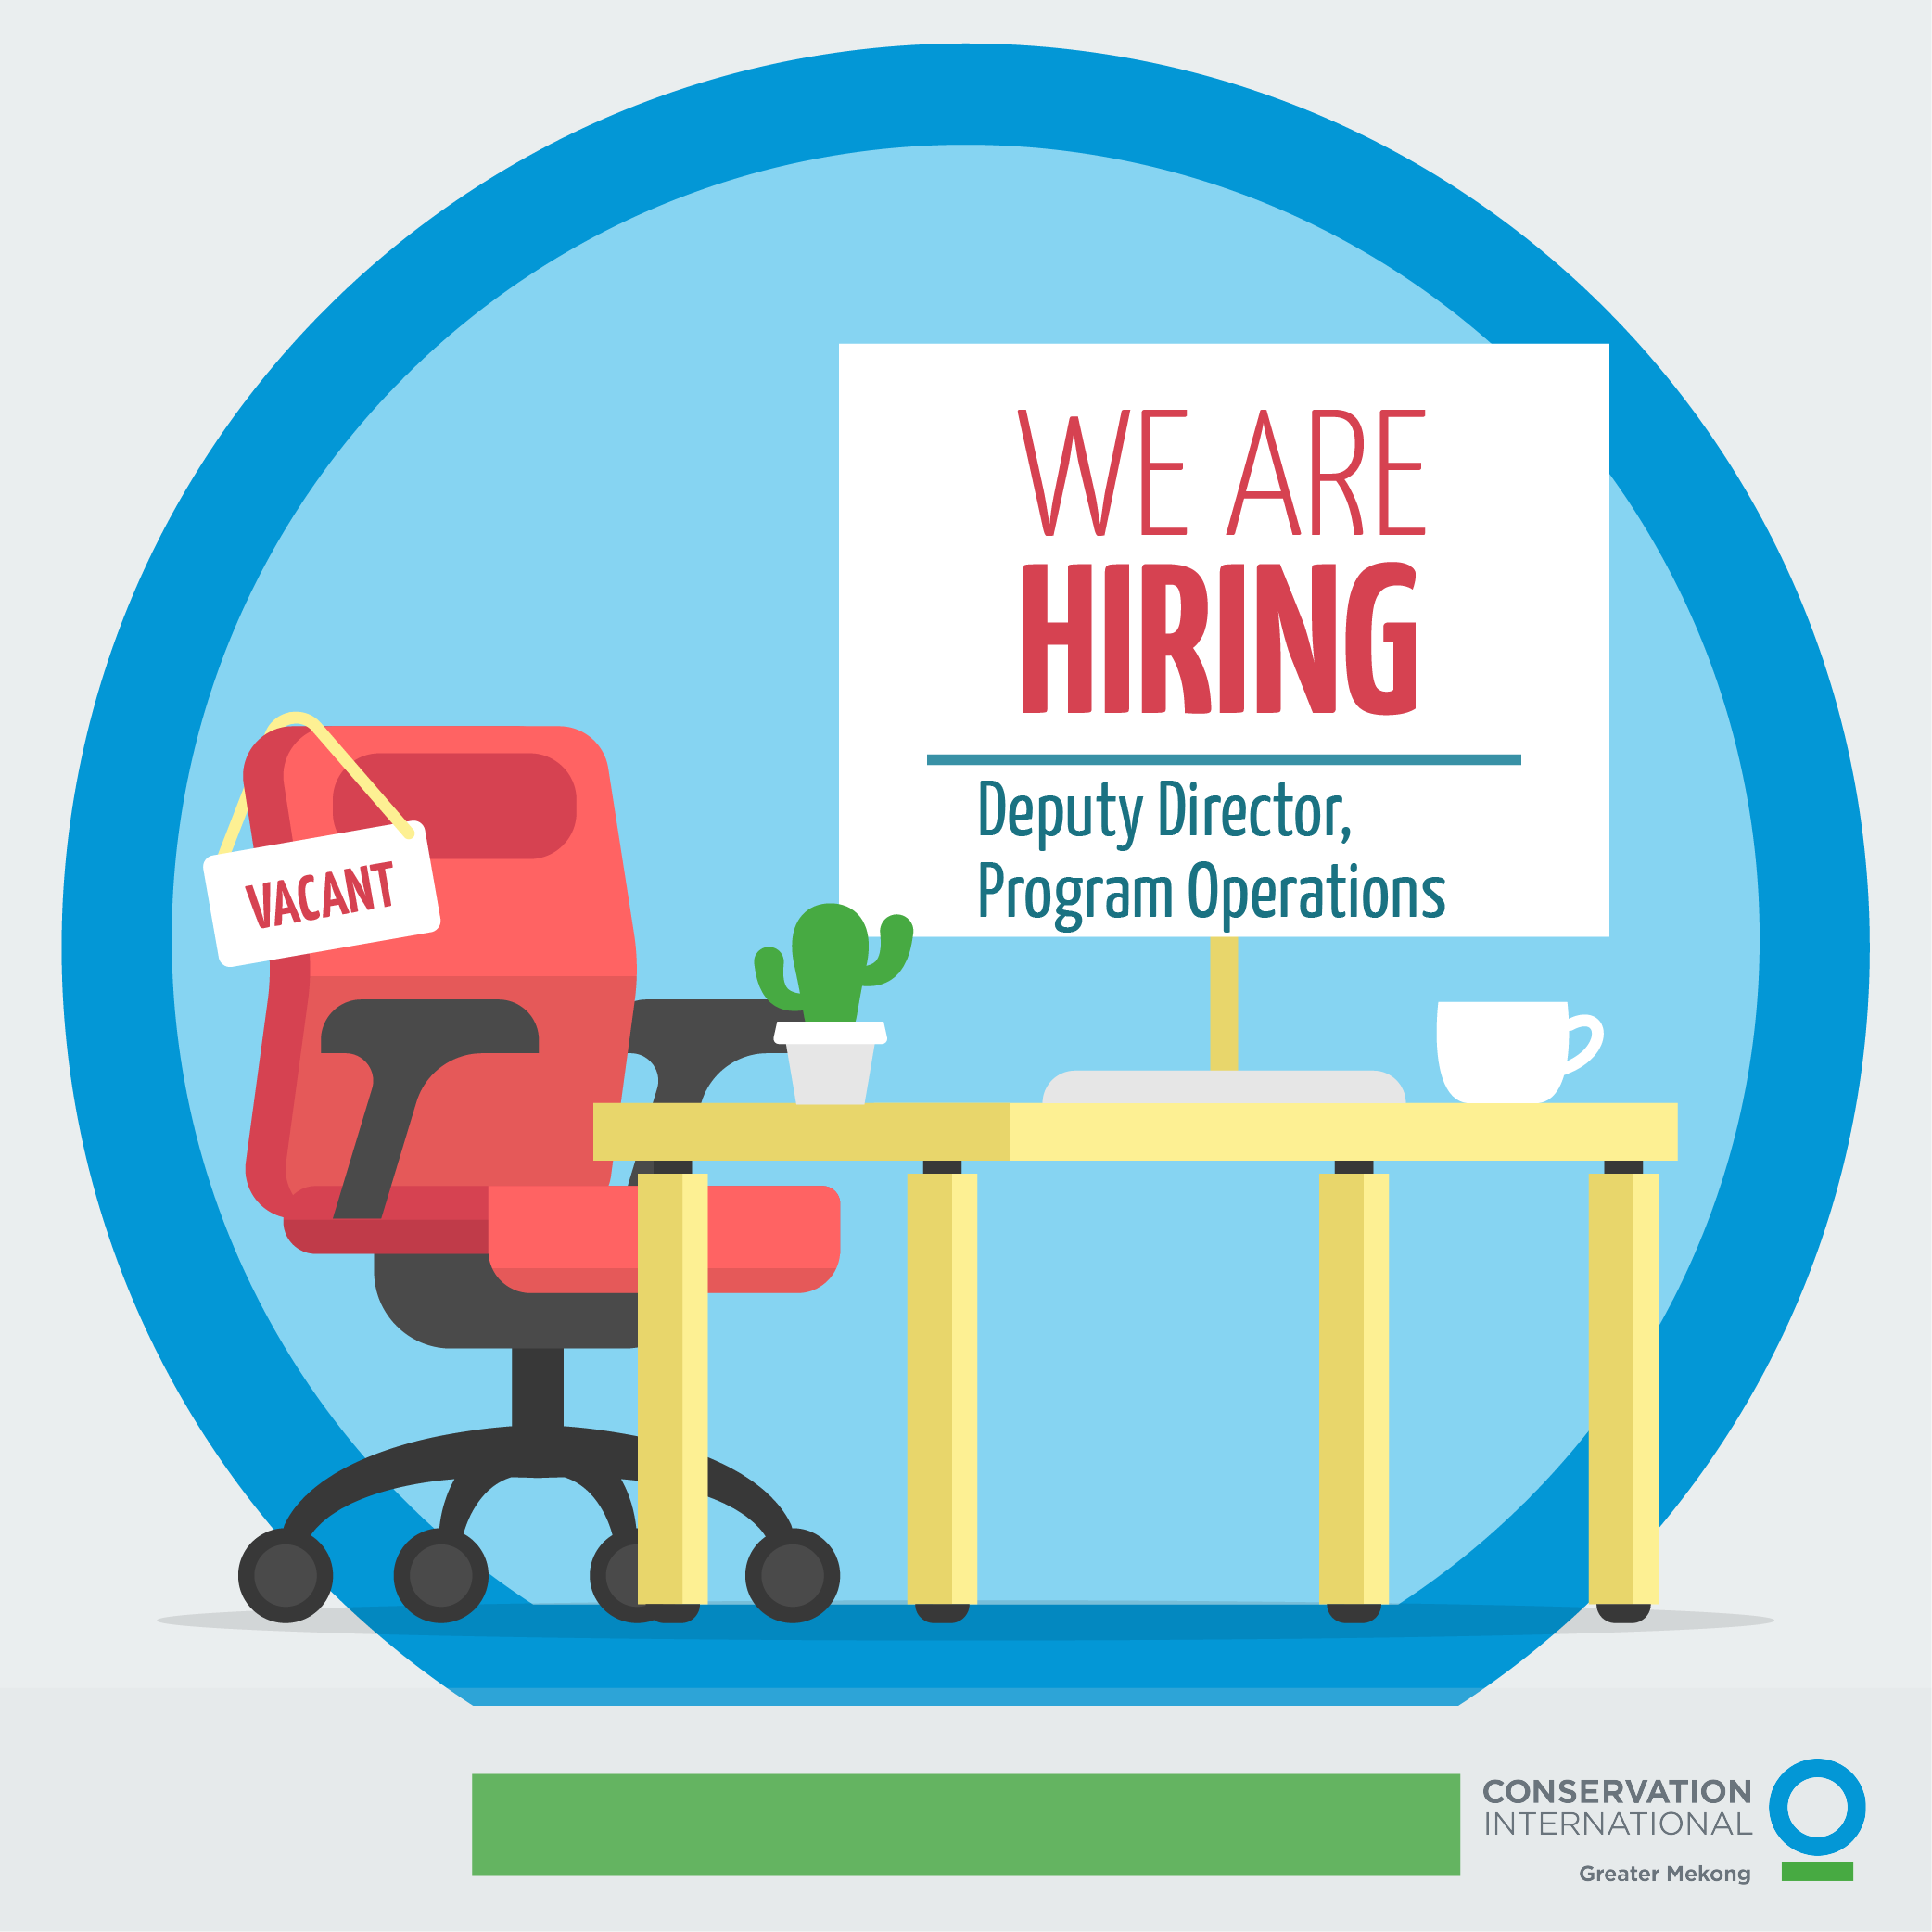 WE ARE
HIRING
Deputy Director,
Program Operations
VACANT
CONSERVATION
INTERNATIONAL
Greater Mekong